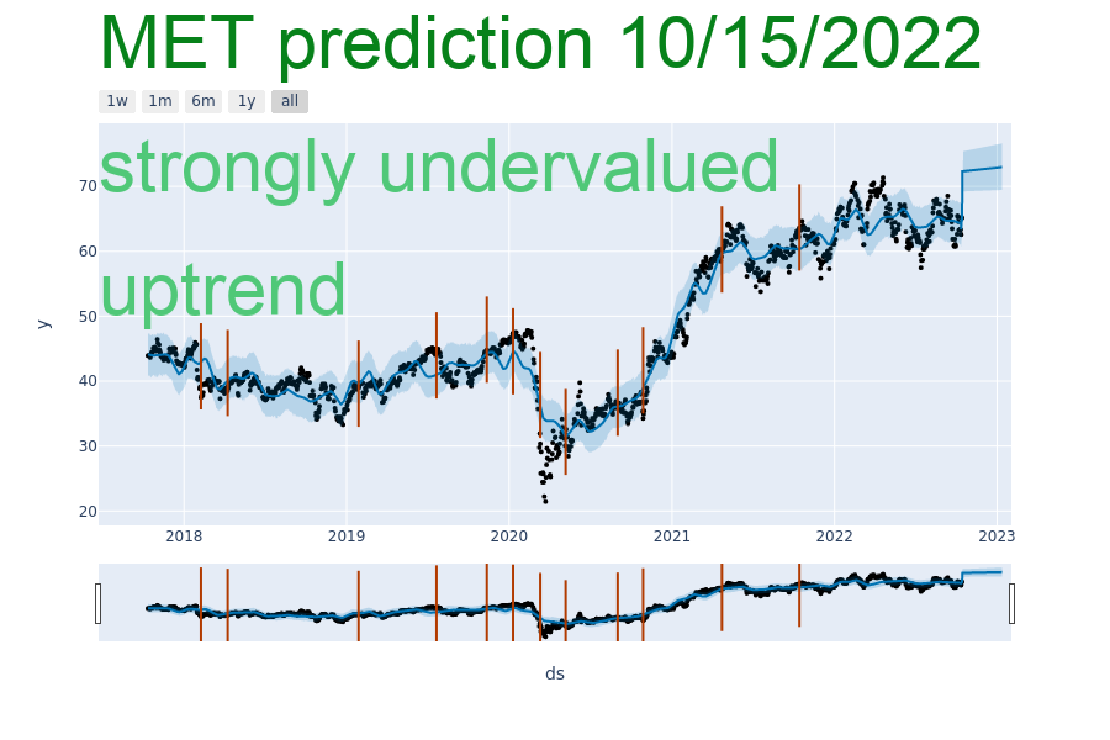 MET prediction 10/15/2022
1w 1m 6m 1y all
strongly undervalued
uptrend
70
60
50
40
30
20
y
2018 2019 2020 2021 2022 2023
ds